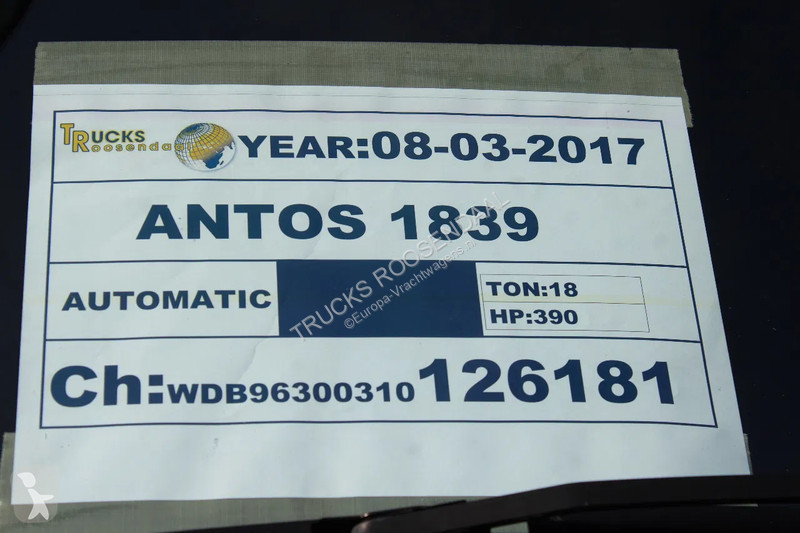 TRUCKS
Roosendaal
YEAR:08-03-2017
ANTOS 1839
AUTOMATIC
TON:18
HP:390
Ch:WDB96300310126181
TRUCKS ROOSENDAAL
©Europa-Vrachtwagens.nl